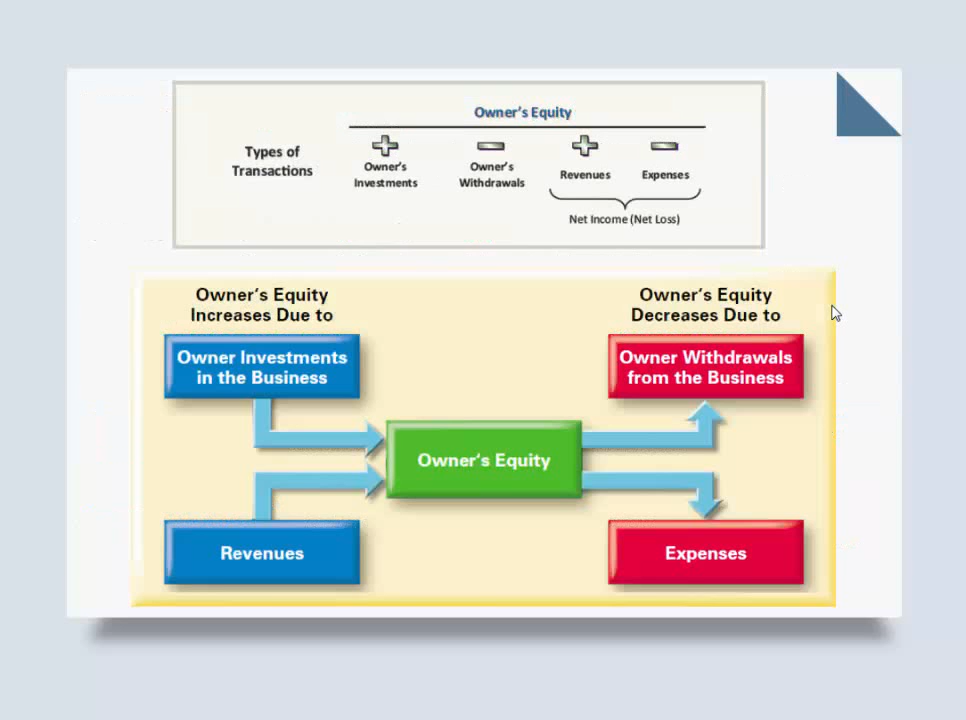 Owner's Equity
Types of
Transactions
Owner's
Investments
Owner's
Withdrawals
Revenues
Expenses
Net Income (Net Loss)
Owner's Equity
Increases Due to
Owner's Equity
Decreases Due to
Owner Investments
in the Business
Owner Withdrawals
from the Business
Owner's Equity
Revenues
Expenses